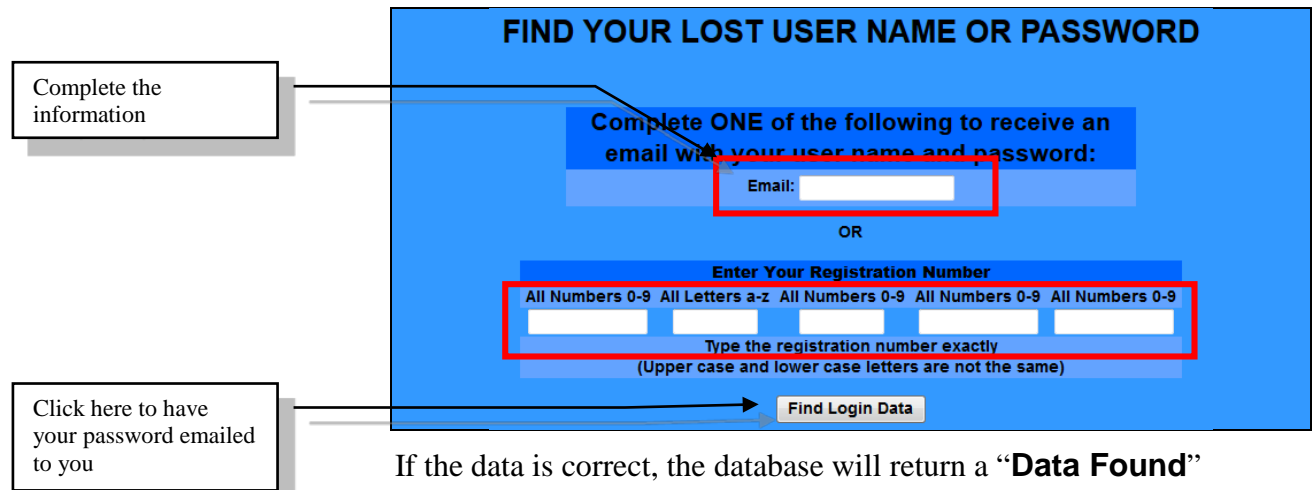 FIND YOUR LOST USER NAME OR PASSWORD
Complete the
information
Complete ONE of the following to receive an
email with your user name and password:
Email:
OR
Enter Your Registration Number
All Numbers 0-9 All Letters a-z All Numbers 0-9 All Numbers 0-9 All Numbers 0-9
Type the registration number exactly
(Upper case and lower case letters are not the same)
Click here to have
your password emailed
to you
Find Login Data
If the data is correct, the database will return a “Data Found”